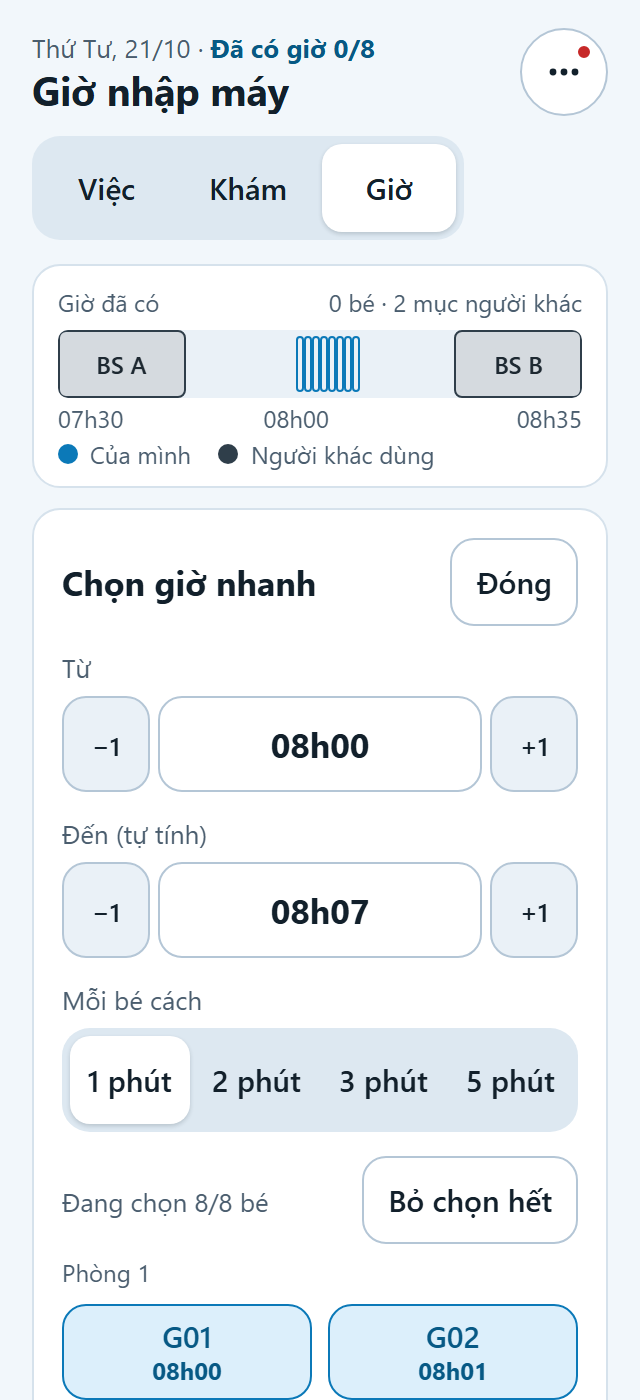 Thứ Tư, 21/10 · Đã có giờ 0/8
Giờ nhập máy
Việc Khám Giờ
Giờ đã có 0 bé · 2 mục người khác
BS A BS B
07h30 08h00 08h35
Của mình Người khác dùng
Chọn giờ nhanh Đóng
Từ
−1 08h00 +1
Đến (tự tính)
−1 08h07 +1
Mỗi bé cách
1 phút 2 phút 3 phút 5 phút
Đang chọn 8/8 bé Bỏ chọn hết
Phòng 1
G01 G02
08h00 08h01